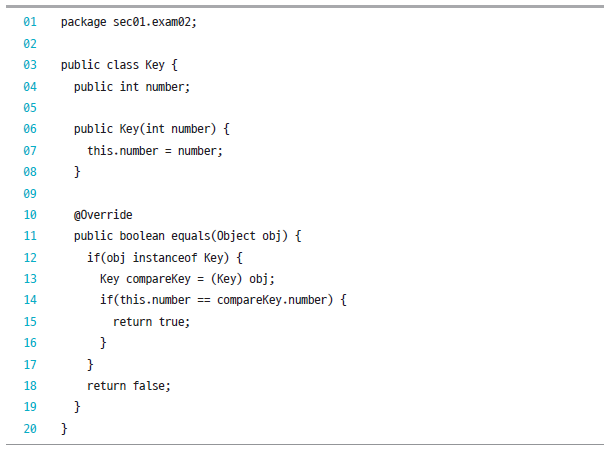 01 package sec01.exam02;
02
03 public class Key {
04   public int number;
05
06   public Key(int number) {
07     this.number = number;
08   }
09
10   @Override
11   public boolean equals(Object obj) {
12     if(obj instanceof Key) {
13       Key compareKey = (Key) obj;
14       if(this.number == compareKey.number) {
15         return true;
16       }
17     }
18     return false;
19   }
20 }